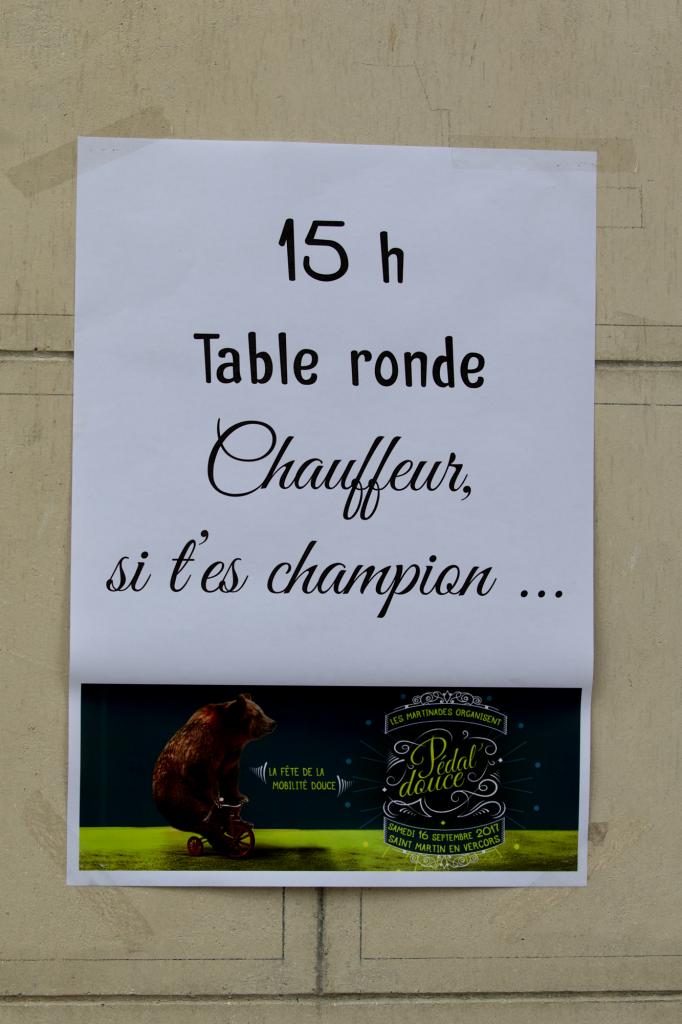 15 h
Table ronde
Chauffeur,
si t'es champion ...
LA FÊTE DE LA
MOBILITÉ DOUCE
LES MARTINADES ORGANISENT
Pédal'
douce
SAMEDI 16 SEPTEMBRE 2017
SAINT MARTIN EN VERCORS